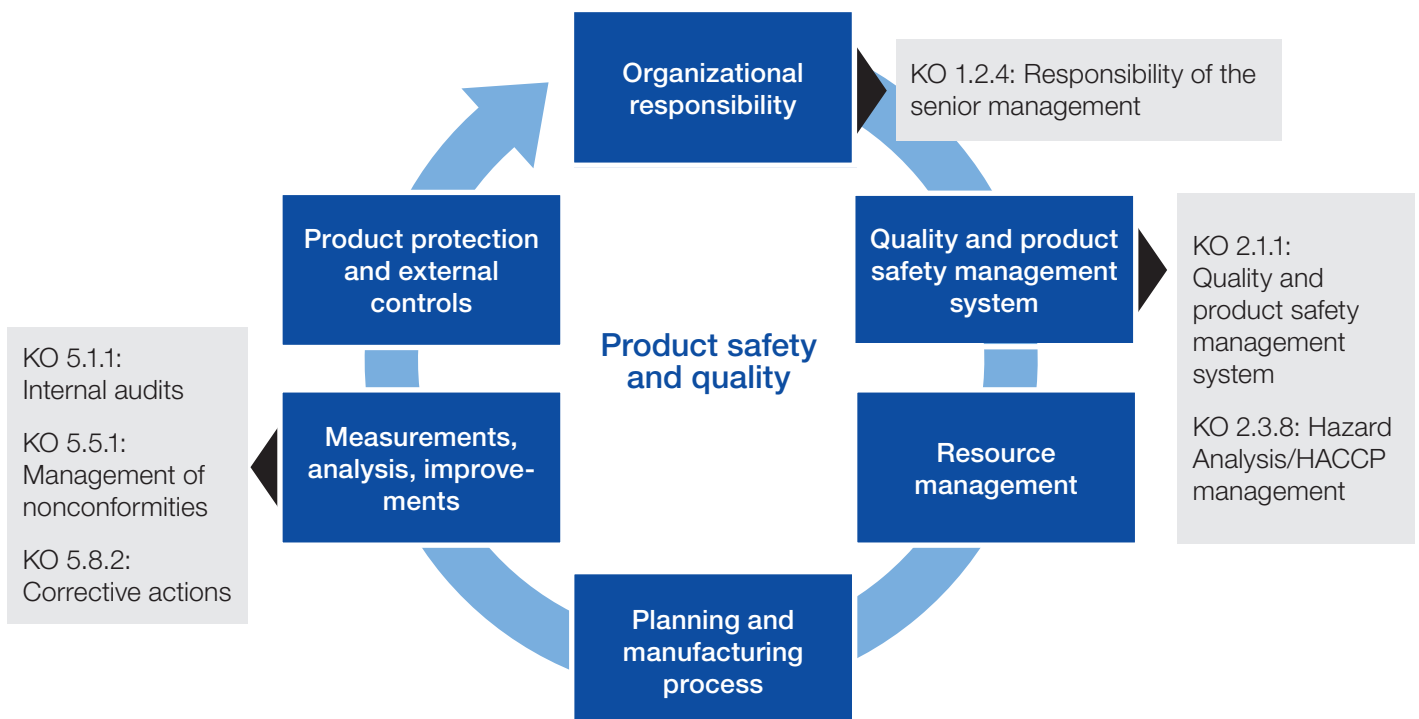 Organizational
responsibility
KO 1.2.4: Responsibility of the
senior management
Quality and product
safety management
system
KO 2.1.1:
Quality and
product safety
management
system
KO 2.3.8: Hazard
Analysis/HACCP
management
Resource
management
Planning and
manufacturing
process
Measurements,
analysis, improve-
ments
KO 5.1.1:
Internal audits
KO 5.5.1:
Management of
nonconformities
KO 5.8.2:
Corrective actions
Product protection
and external
controls
Product safety
and quality